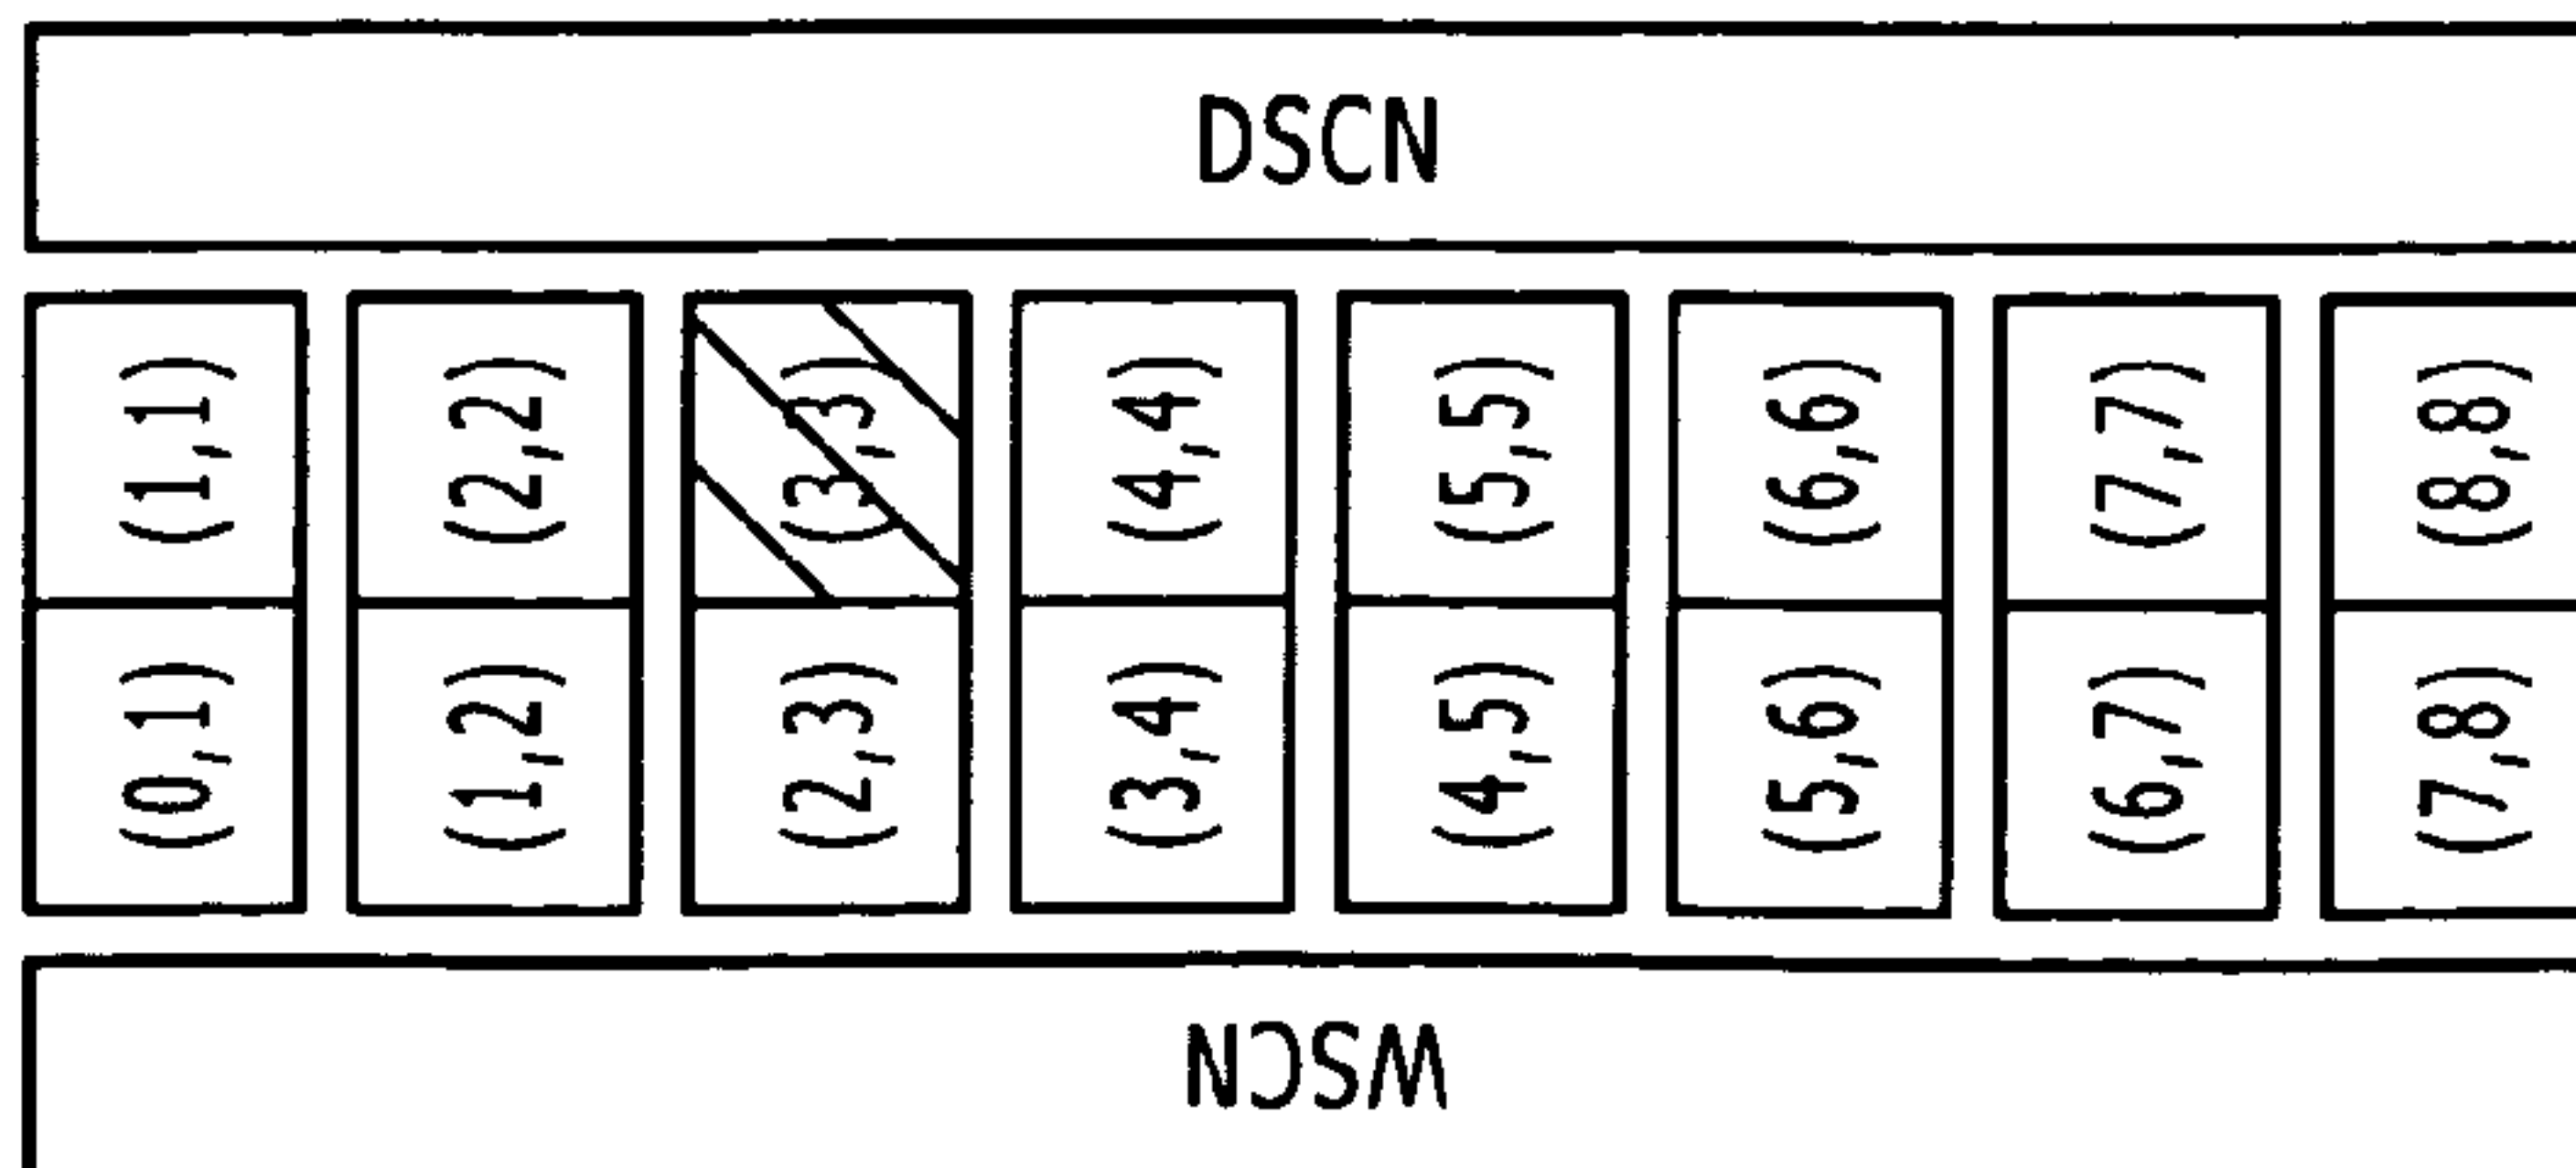 DSCN
(1,1) (2,2) (3,3) (4,4) (5,5) (6,6) (7,7) (8,8)
(0,1) (1,2) (2,3) (3,4) (4,5) (5,6) (6,7) (7,8)
WSCN